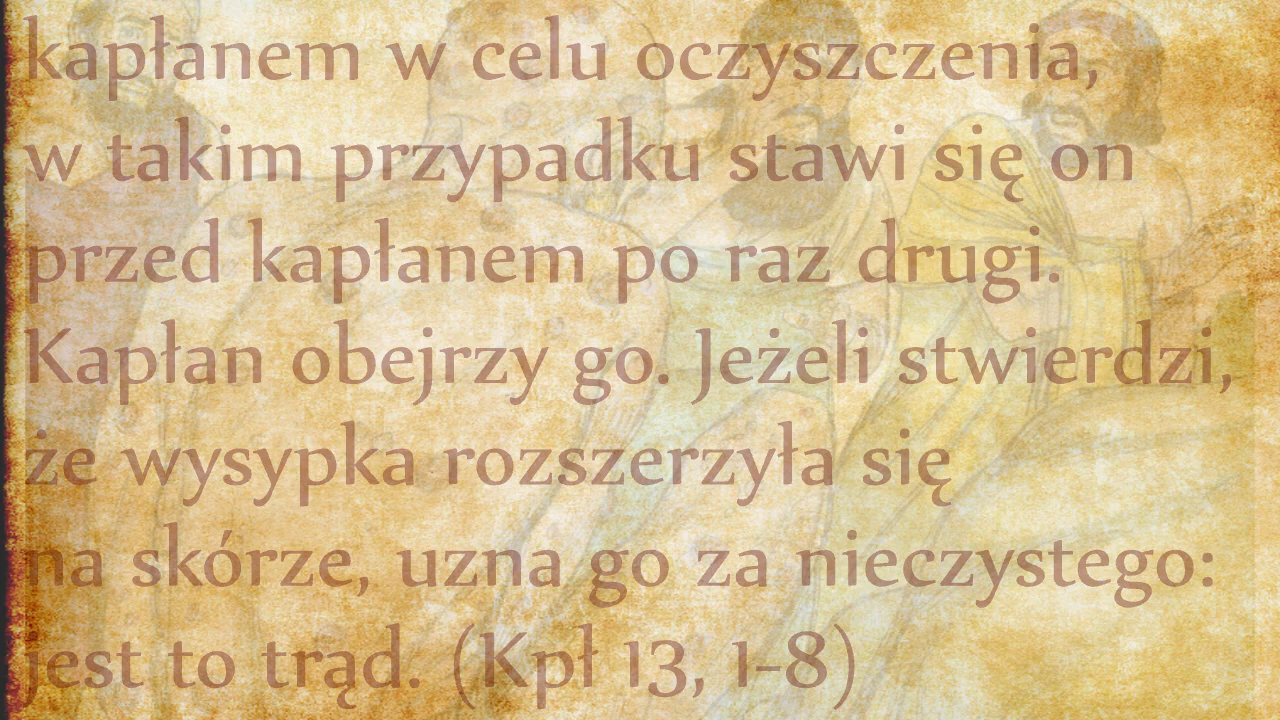 kapłanem w celu oczyszczenia,
w takim przypadku stawi się on
przed kapłanem po raz drugi.
Kapłan obejrzy go. Jeżeli stwierdzi,
że wysypka rozszerzyła się
na skórze, uzna go za nieczystego:
jest to trąd. (Kpł 13, 1-8)